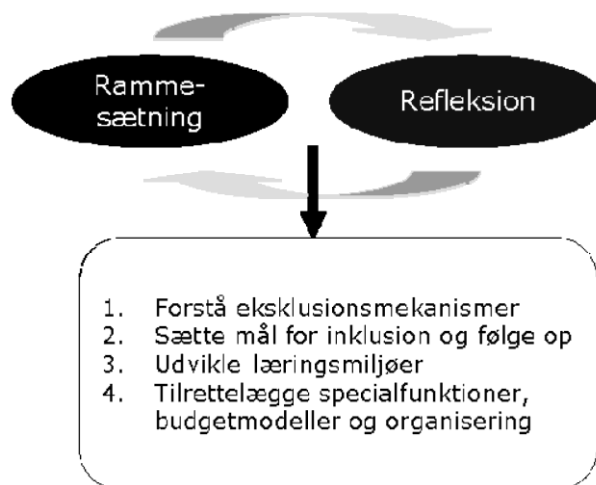 Ramme-
sætning
Refleksion
1. Forstå eksklusionsmekanismer
2. Sætte mål for inklusion og følge op
3. Udvikle læringsmiljøer
4. Tilrettelægge specialfunktioner,
budgetmodeller og organisering